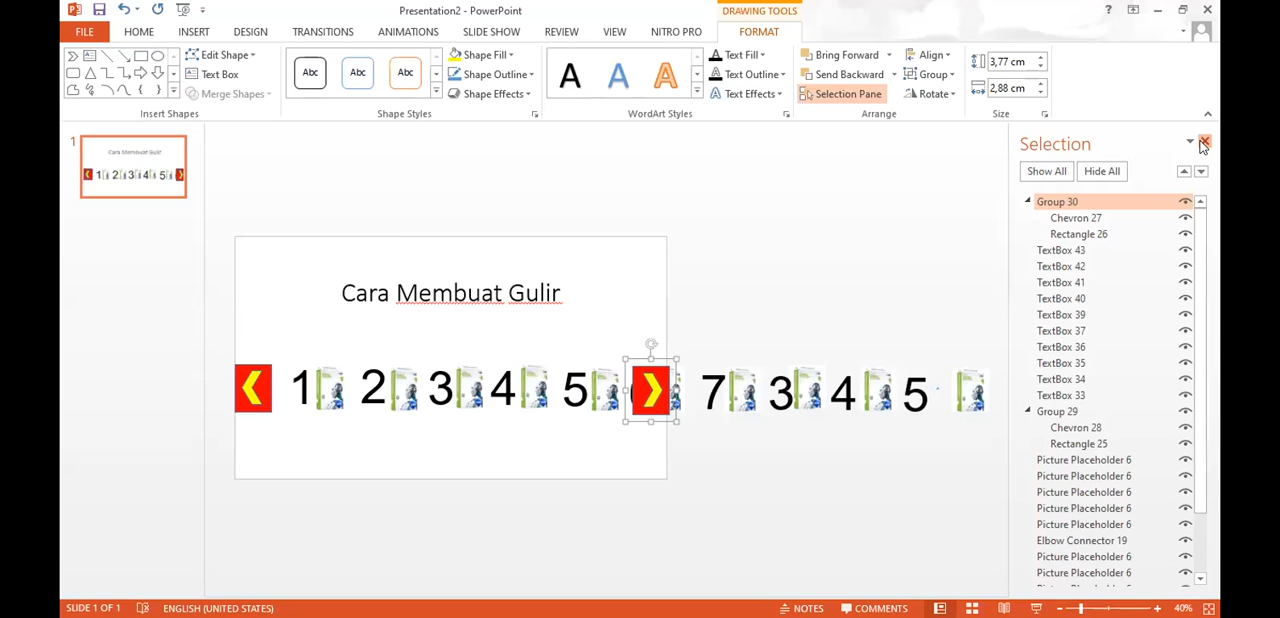 Presentation2 - PowerPoint
DRAWING TOOLS
?
FILE
HOME
INSERT
DESIGN
TRANSITIONS
ANIMATIONS
SLIDE SHOW
REVIEW
VIEW
NITRO PRO
FORMAT
Edit Shape
Text Box
Merge Shapes
Insert Shapes
Abc
Abc
Abc
Shape Fill
Shape Outline
Shape Effects
Shape Styles
A
A
A
Text Fill
Text Outline
Text Effects
WordArt Styles
Bring Forward
Send Backward
Selection Pane
Align
Group
Rotate
Arrange
3,77 cm
2,88 cm
Size
1
Cara Membuat Gulir
1 2 3 4 5
Cara Membuat Gulir
1 2 3 4 5 7 3 4 5
Selection
Show All
Hide All
Group 30
Chevron 27
Rectangle 26
TextBox 43
TextBox 42
TextBox 41
TextBox 40
TextBox 39
TextBox 37
TextBox 36
TextBox 35
TextBox 34
TextBox 33
Group 29
Chevron 28
Rectangle 25
Picture Placeholder 6
Picture Placeholder 6
Picture Placeholder 6
Picture Placeholder 6
Picture Placeholder 6
Elbow Connector 19
Picture Placeholder 6
Picture Placeholder 6
SLIDE 1 OF 1
ENGLISH (UNITED STATES)
NOTES
COMMENTS
40%